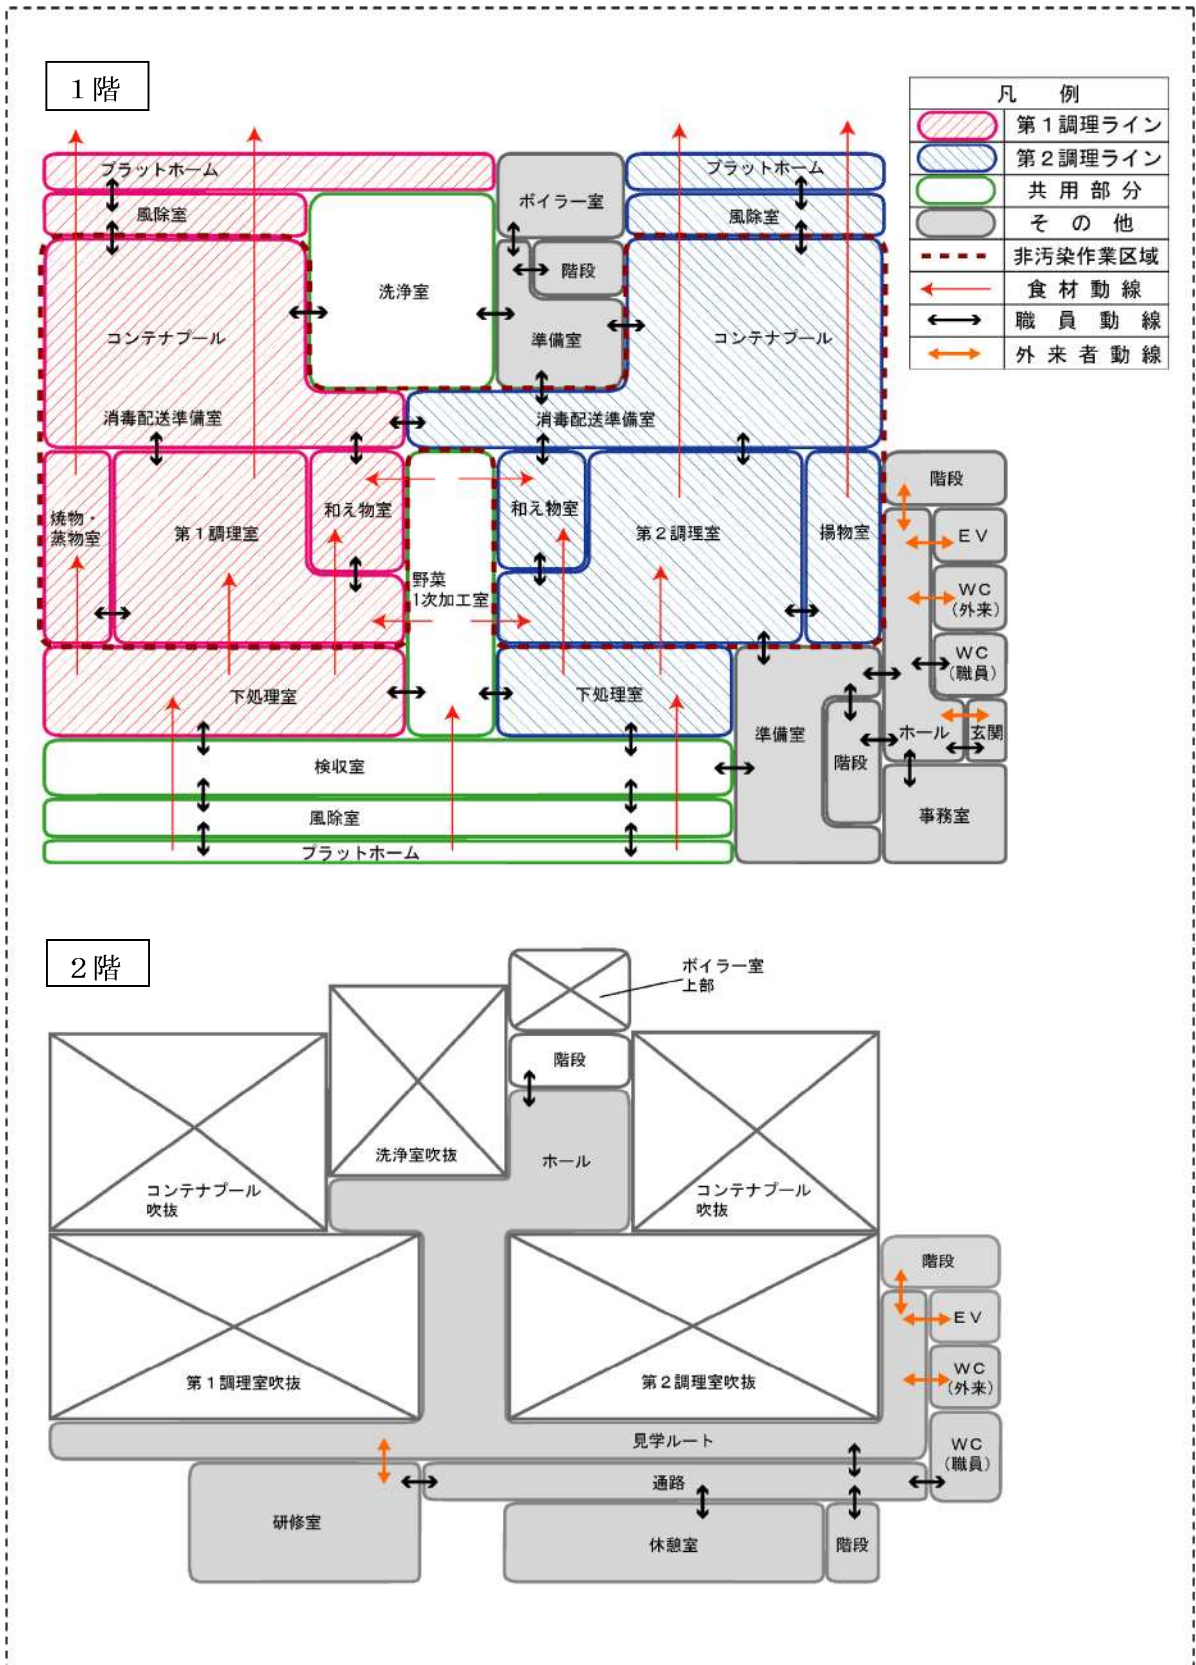 1階
凡 例
第1調理ライン
第2調理ライン
共用部分
その他
非汚染作業区域
食材動線
職員動線
外来者動線
プラットホーム
プラットホーム
風除室
ボイラー室
風除室
洗浄室
階段
コンテナプール
準備室
コンテナプール
消毒配送準備室
消毒配送準備室
階段
焼物・
蒸物室
第1調理室
和え物室
和え物室
第2調理室
揚物室
EV
野菜
1次加工室
WC
(外来)
WC
(職員)
下処理室
下処理室
準備室
階段
ホール
玄関
検収室
風除室
事務室
プラットホーム
2階
ボイラー室
上部
階段
洗浄室吹抜
ホール
コンテナプール
吹抜
コンテナプール
吹抜
階段
EV
第1調理室吹抜
第2調理室吹抜
WC
(外来)
見学ルート
WC
(職員)
通路
研修室
休憩室
階段